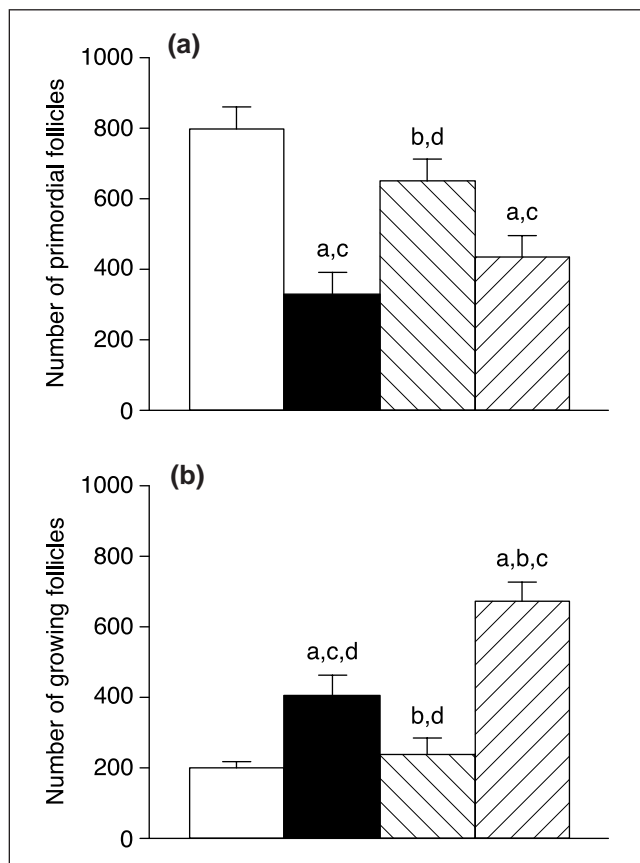 (a)
Number of primordial follicles
1000
800
600
400
200
0
a,c
b,d
a,c
(b)
Number of growing follicles
1000
800
600
400
200
0
a,c,d
b,d
a,b,c